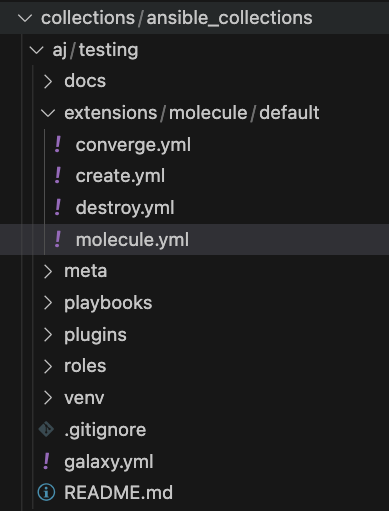 collections/ansible_collections
aj/testing
docs
extensions/molecule/default
! converge.yml
! create.yml
! destroy.yml
! molecule.yml
meta
playbooks
plugins
roles
venv
.gitignore
! galaxy.yml
README.md